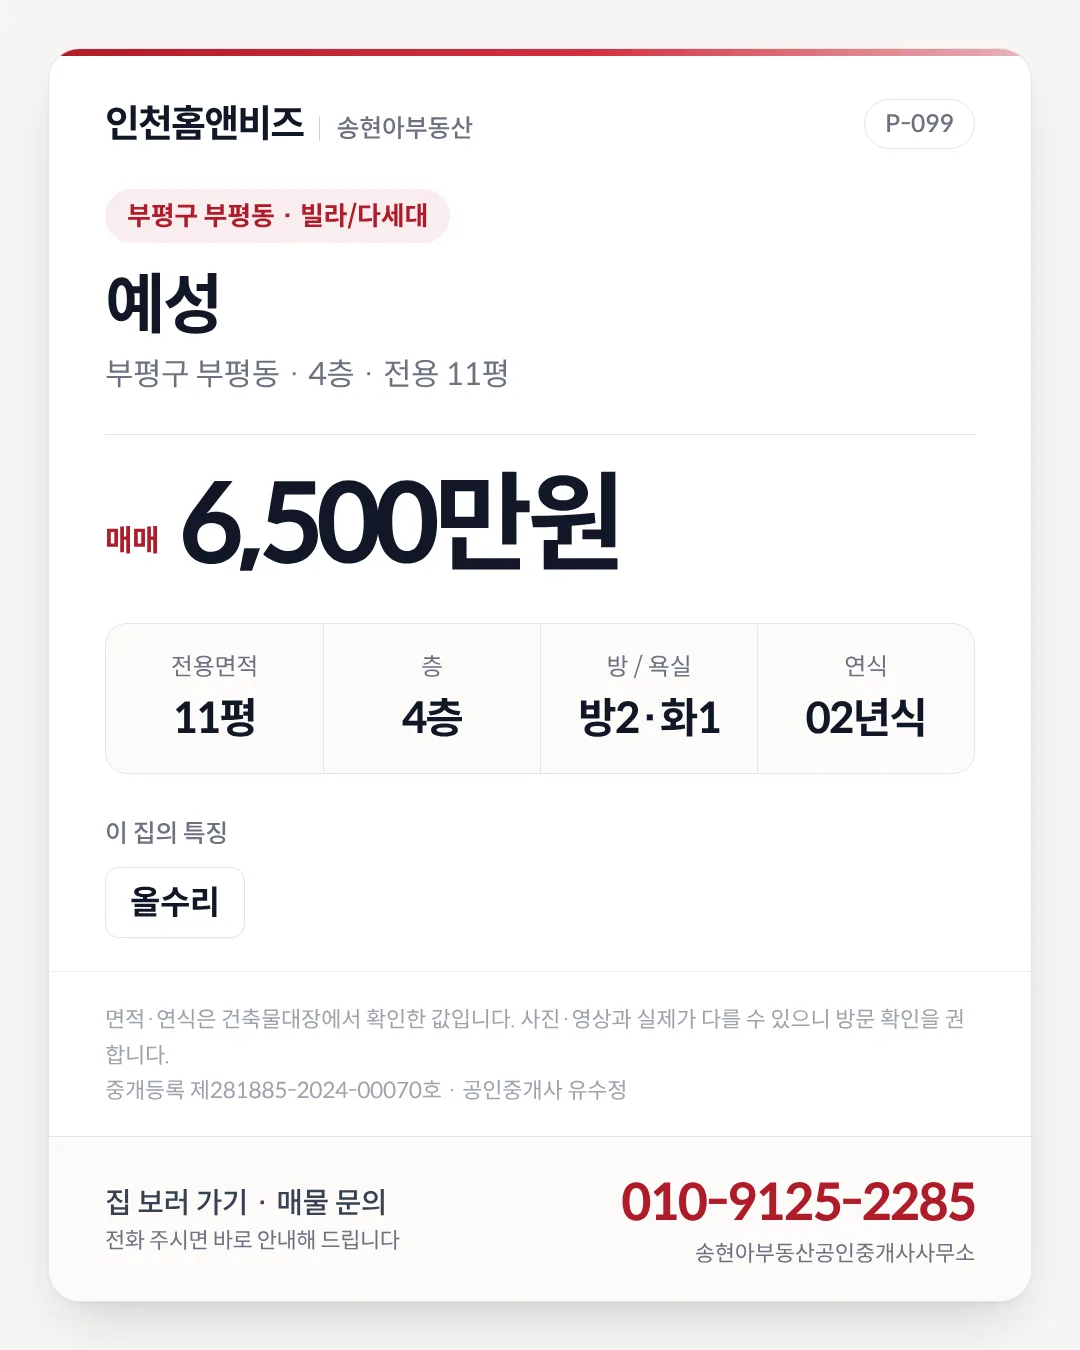 인천홈앤비즈 | 송현아부동산
P-099
부평구 부평동 · 빌라/다세대
예성
부평구 부평동 · 4층 · 전용 11평
매매 6,500만원
전용면적 층 방 / 욕실 연식
11평 4층 방2·화1 02년식
이 집의 특징
올수리
면적·연식은 건축물대장에서 확인한 값입니다. 사진·영상과 실제가 다를 수 있으니 방문 확인을 권
합니다.
중개등록 제281885-2024-00070호 · 공인중개사 유수정
집 보러 가기 · 매물 문의
전화 주시면 바로 안내해 드립니다
010-9125-2285
송현아부동산공인중개사사무소